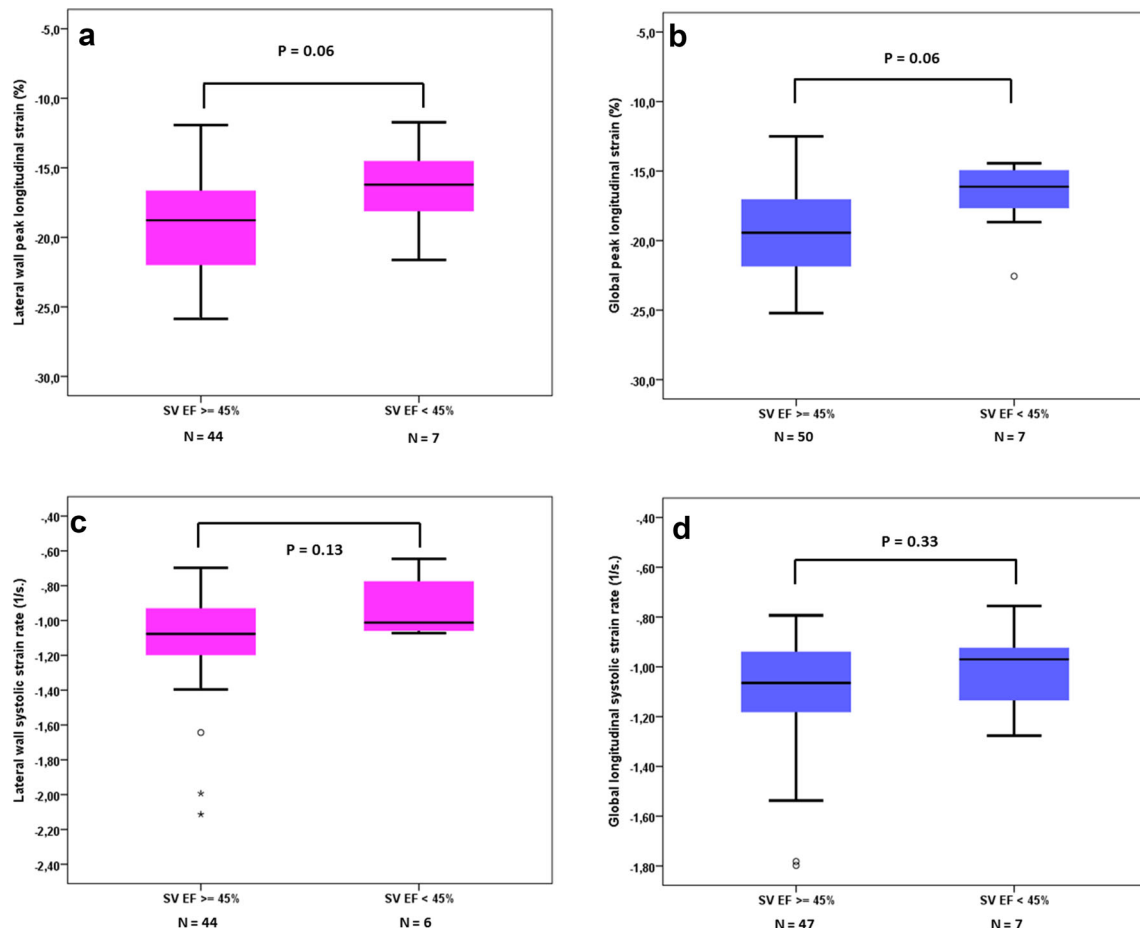 a
P = 0.06
Lateral wall peak longitudinal strain (%)
-5,0
-10,0
-15,0
-20,0
-25,0
-30,0
SV EF >= 45%
SV EF < 45%
N = 44
N = 7
b
P = 0.06
Global peak longitudinal strain (%)
-5,0
-10,0
-15,0
-20,0
-25,0
-30,0
SV EF >= 45%
SV EF < 45%
N = 50
N = 7
c
P = 0.13
Lateral wall systolic strain rate (1/s.)
-,40
-,60
-,80
-1,00
-1,20
-1,40
-1,60
-1,80
-2,00
-2,20
-2,40
SV EF >= 45%
SV EF < 45%
N = 44
N = 6
d
P = 0.33
Global longitudinal systolic strain rate (1/s.)
-,40
-,60
-,80
-1,00
-1,20
-1,40
-1,60
-1,80
SV EF >= 45%
SV EF < 45%
N = 47
N = 7